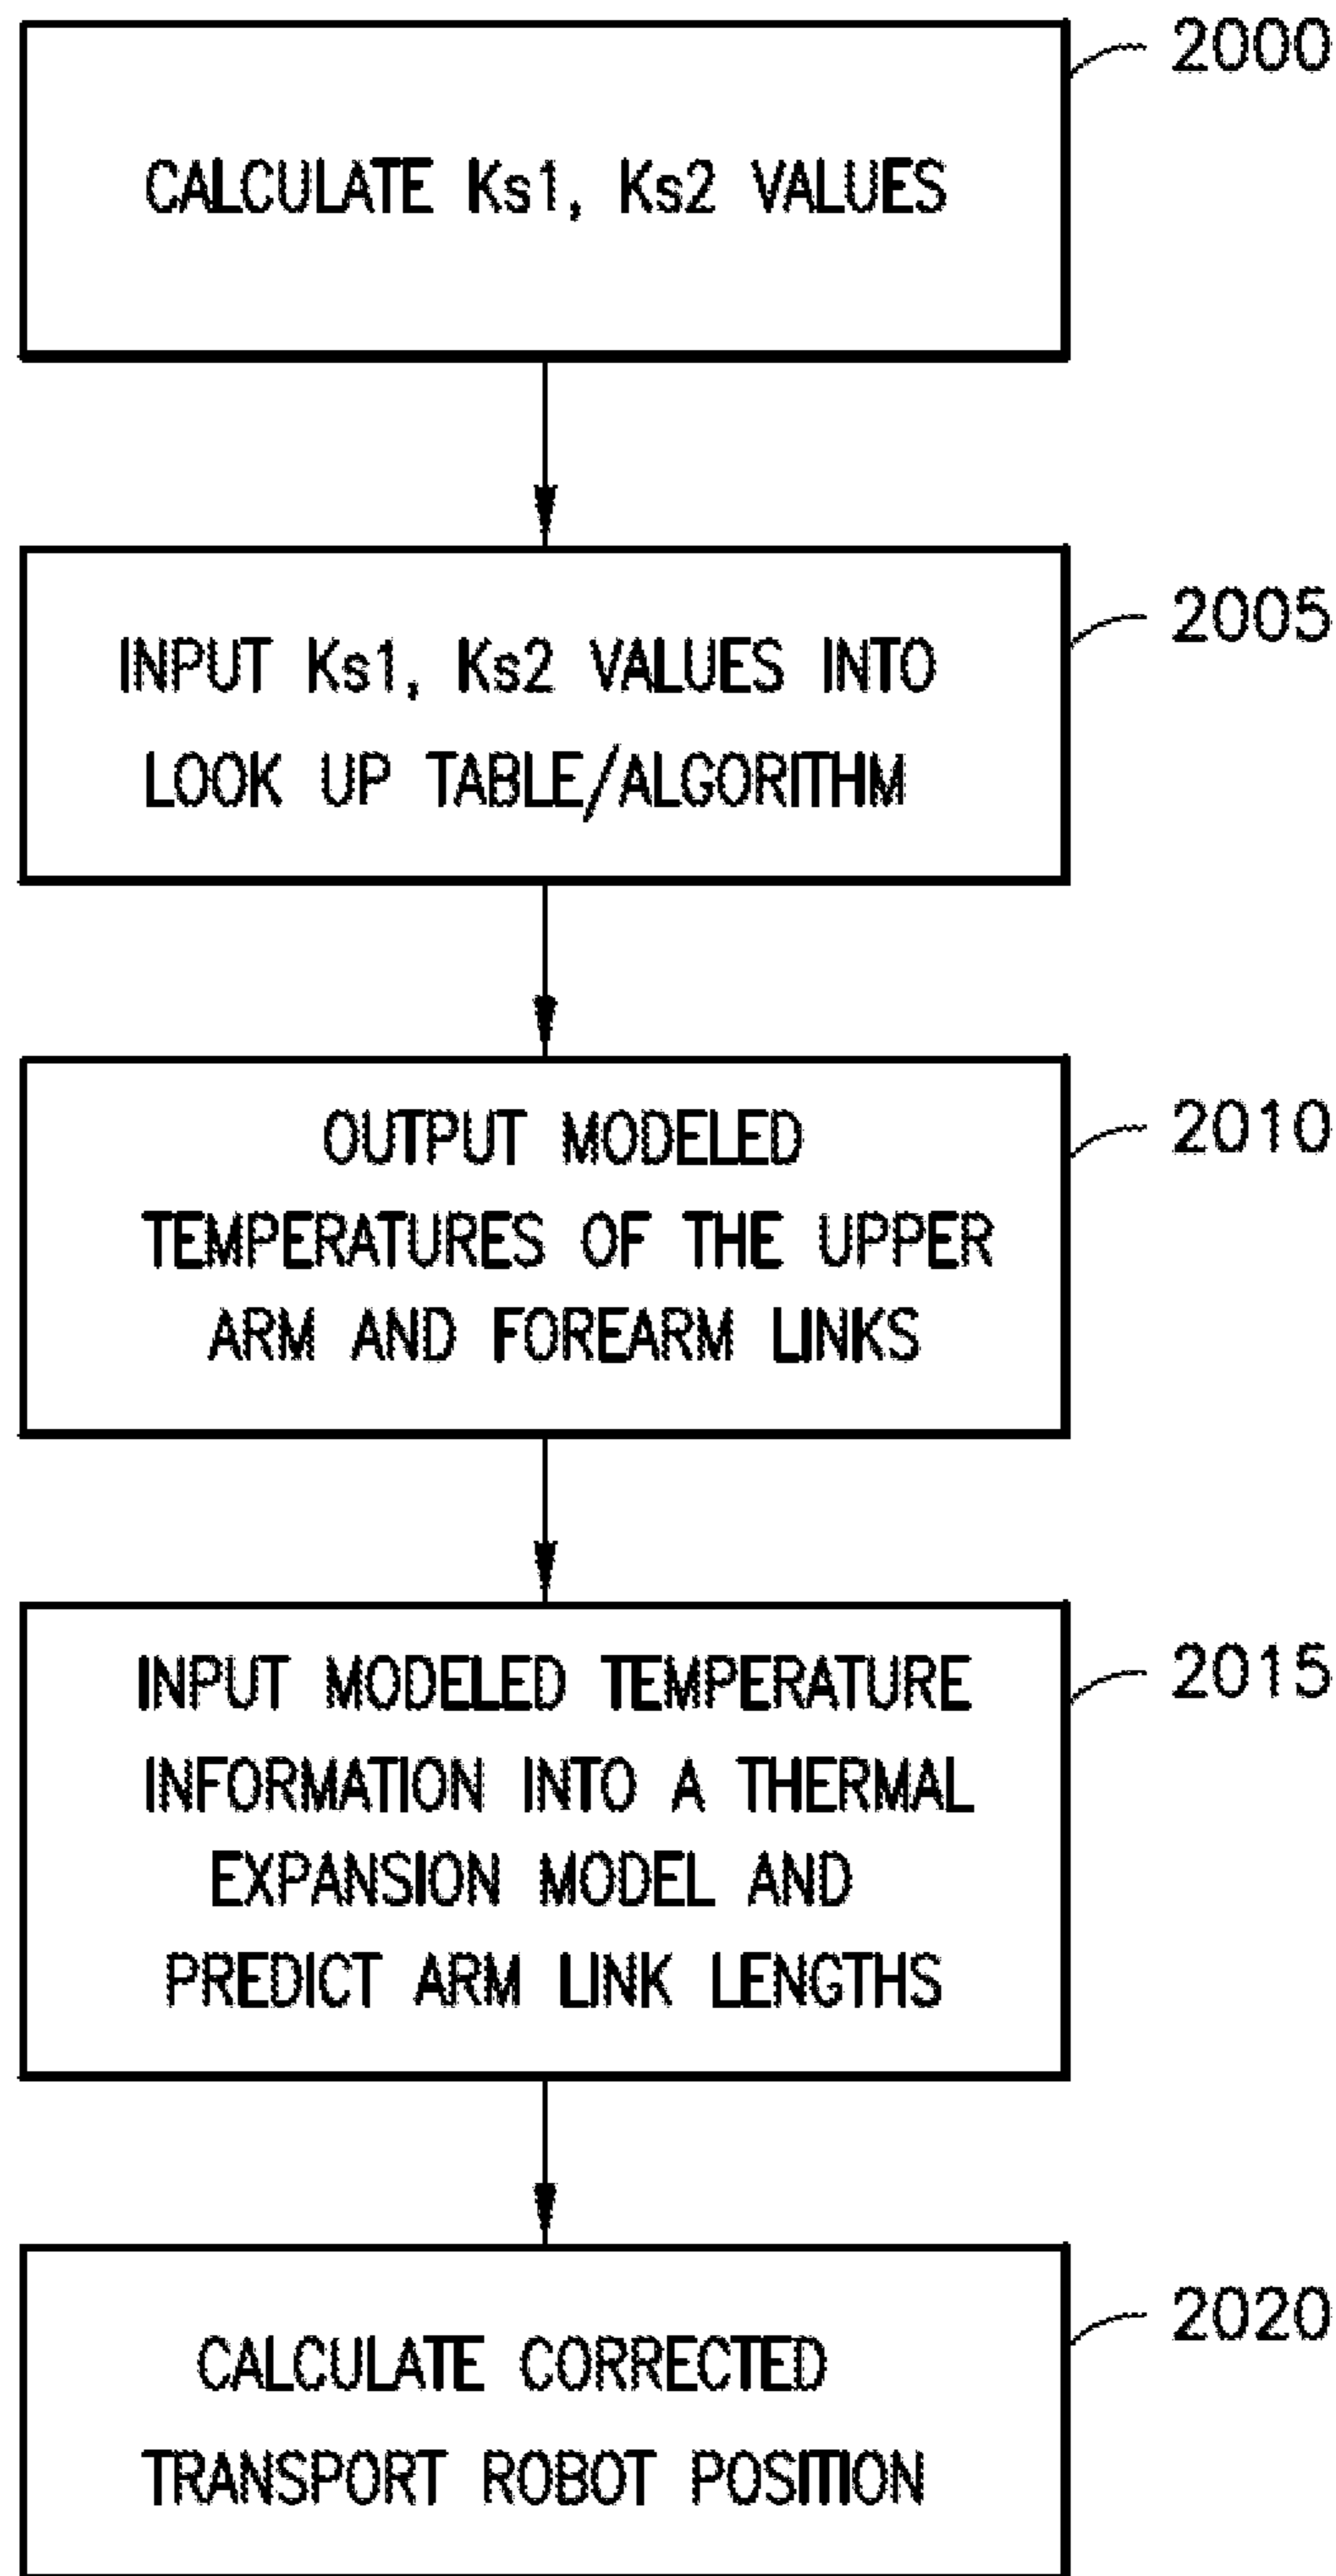 2000
CALCULATE Ks1, Ks2 VALUES
2005
INPUT Ks1, Ks2 VALUES INTO
LOOK UP TABLE/ALGORITHM
2010
OUTPUT MODELED
TEMPERATURES OF THE UPPER
ARM AND FOREARM LINKS
2015
INPUT MODELED TEMPERATURE
INFORMATION INTO A THERMAL
EXPANSION MODEL AND
PREDICT ARM LINK LENGTHS
2020
CALCULATE CORRECTED
TRANSPORT ROBOT POSITION